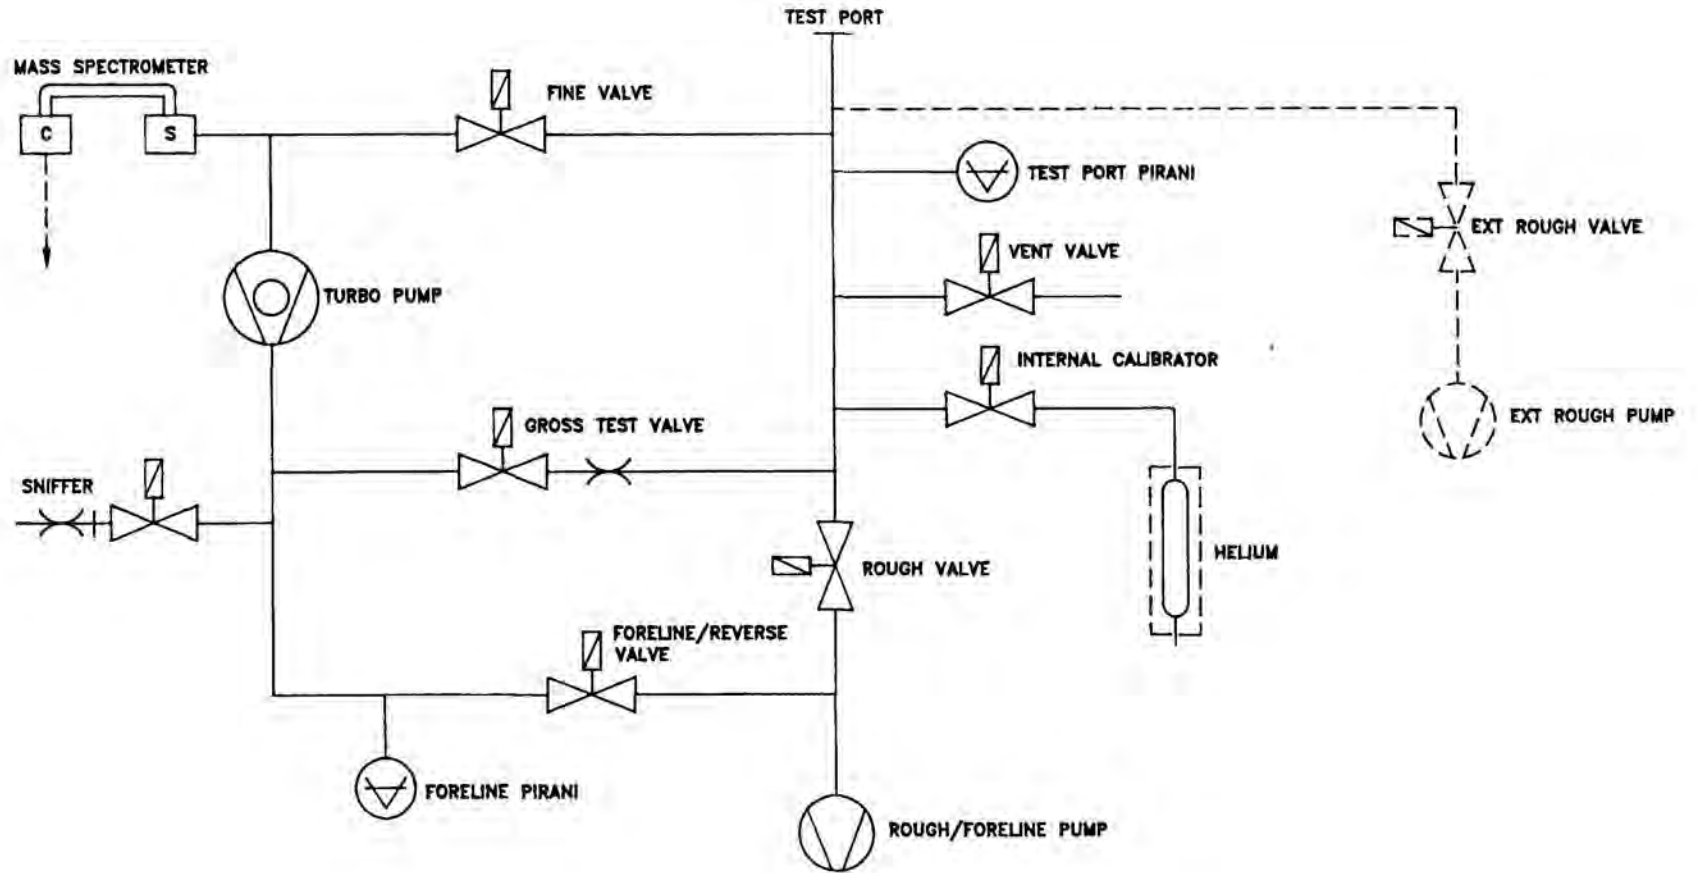 TEST PORT
MASS SPECTROMETER
C
S
FINE VALVE
TEST PORT PIRANI
EXT ROUGH VALVE
VENT VALVE
TURBO PUMP
INTERNAL CALIBRATOR
EXT ROUGH PUMP
GROSS TEST VALVE
SNIFFER
HELIUM
ROUGH VALVE
FORELINE/REVERSE
VALVE
FORELINE PIRANI
ROUGH/FORELINE PUMP